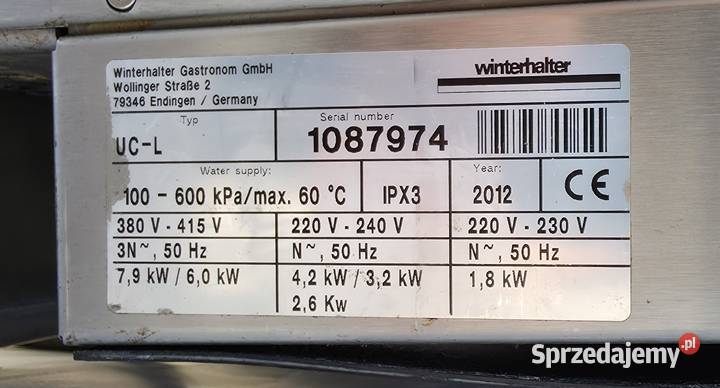 Winterhalter Gastronom GmbH
Wollinger Straße 2
79346 Endingen / Germany
winterhalter
Typ
UC-L
Serial number
1087974
Water supply:
100 - 600 kPa/max. 60 °C
IPX3
Year:
2012
CE
380 V - 415 V
220 V - 240 V
220 V - 230 V
3N~, 50 Hz
N~, 50 Hz
N~, 50 Hz
7,9 kW / 6,0 kW
4,2 kW / 3,2 kW
1,8 kW
2,6 Kw
Sprzedajemy.pl